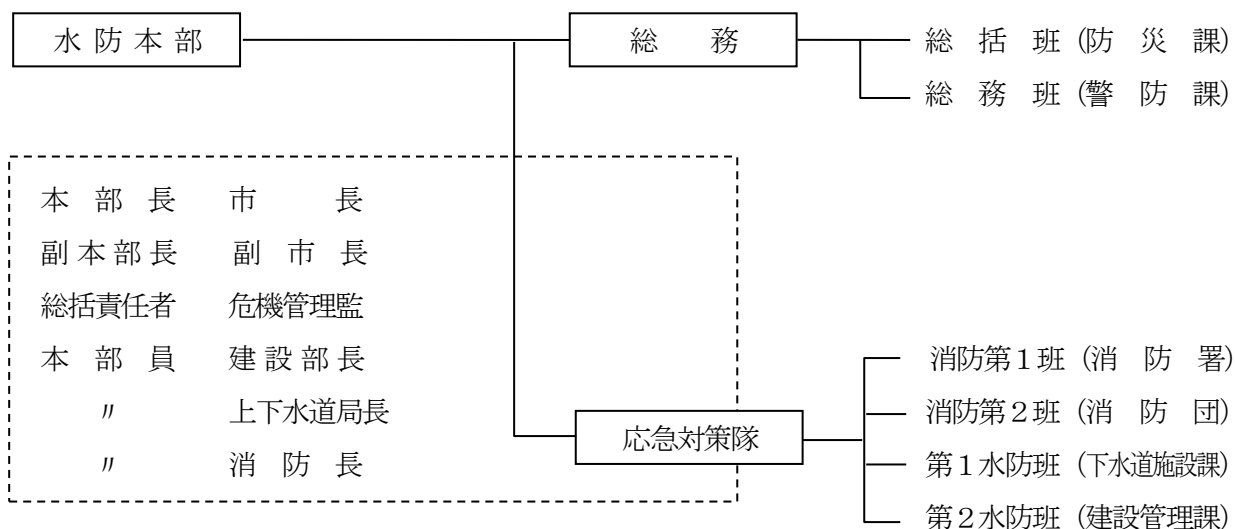 水防本部
総務
総括班(防災課)
総務班(警防課)
本部長 市長
副本部長 副市長
総括責任者 危機管理監
本部員 建設部長
〃 上下水道局長
〃 消防長
応急対策隊
消防第1班(消防署)
消防第2班(消防団)
第1水防班(下水道施設課)
第2水防班(建設管理課)